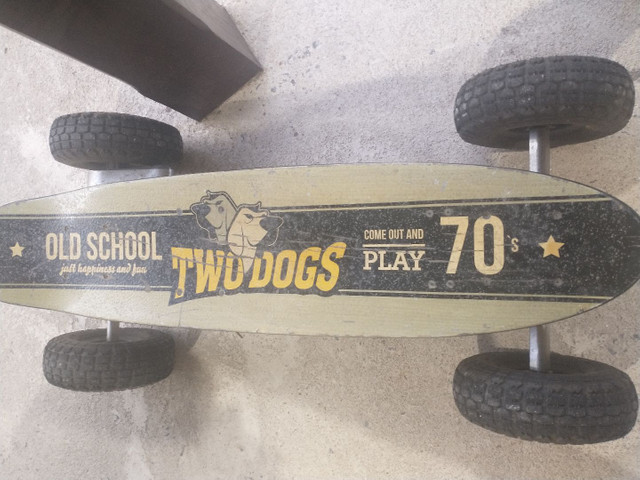 OLD SCHOOL
just happiness and fun
TWO DOGS
COME OUT AND
PLAY
70's